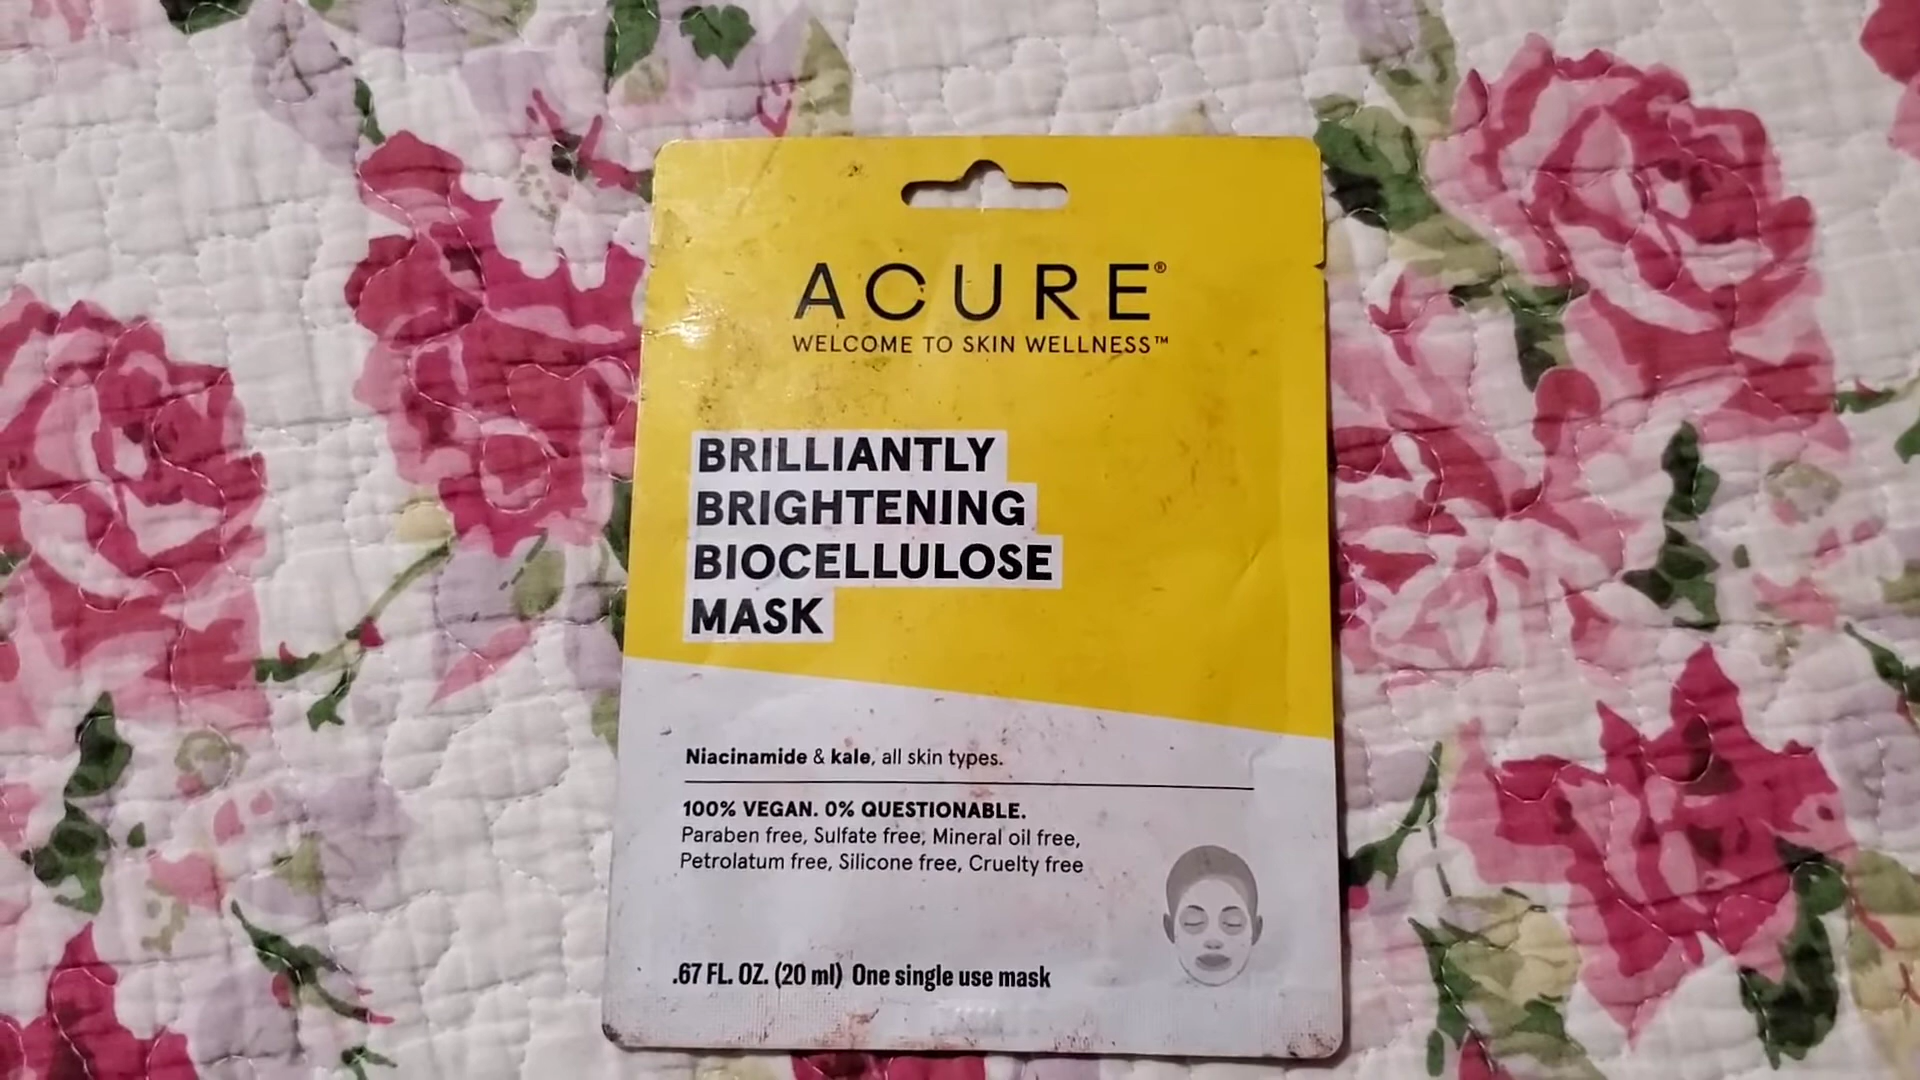 ACURE®
WELCOME TO SKIN WELLNESS™
BRILLIANTLY
BRIGHTENING
BIOCELLULOSE
MASK
Niacinamide & kale, all skin types.
100% VEGAN. 0% QUESTIONABLE.
Paraben free, Sulfate free, Mineral oil free,
Petrolatum free, Silicone free, Cruelty free
.67 FL. OZ. (20 ml) One single use mask